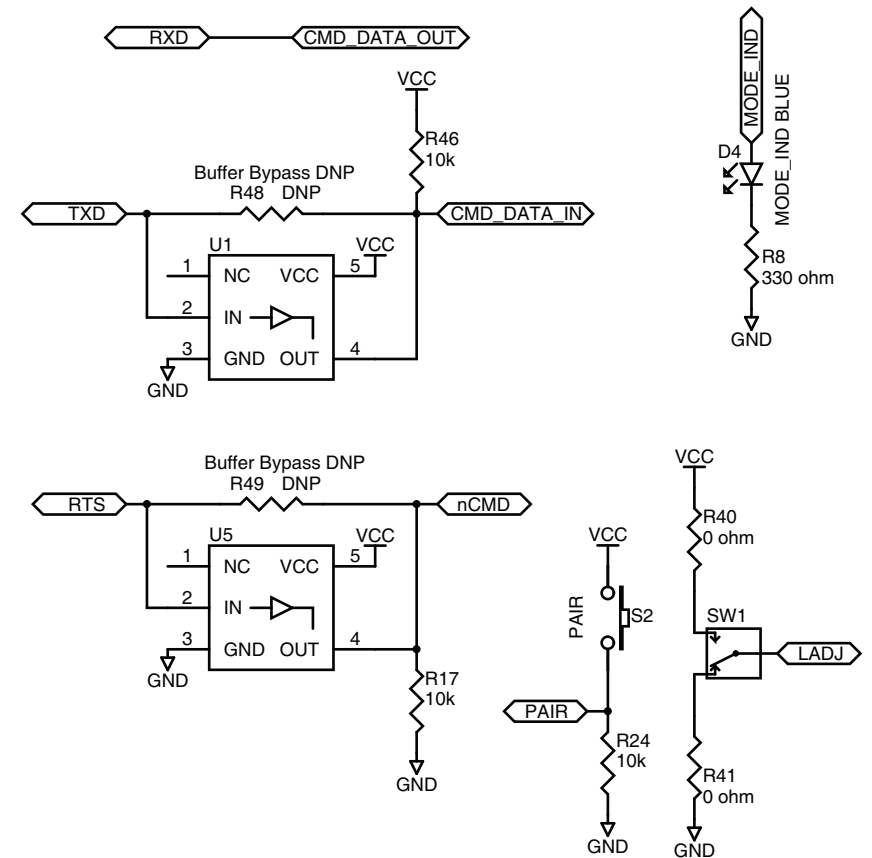 RXD
CMD_DATA_OUT
VCC
R46
10k
Buffer Bypass DNP
R48 DNP
TXD
CMD_DATA_IN
U1
VCC
1 NC VCC 5
2 IN
3 GND OUT 4
GND
MODE_IND
D4
MODE_IND BLUE
R8
330 ohm
GND
Buffer Bypass DNP
R49 DNP
RTS
nCMD
U5
VCC
1 NC VCC 5
2 IN
3 GND OUT 4
GND
R17
10k
GND
VCC
PAIR
S2
PAIR
R24
10k
GND
VCC
R40
0 ohm
SW1
LADJ
R41
0 ohm
GND